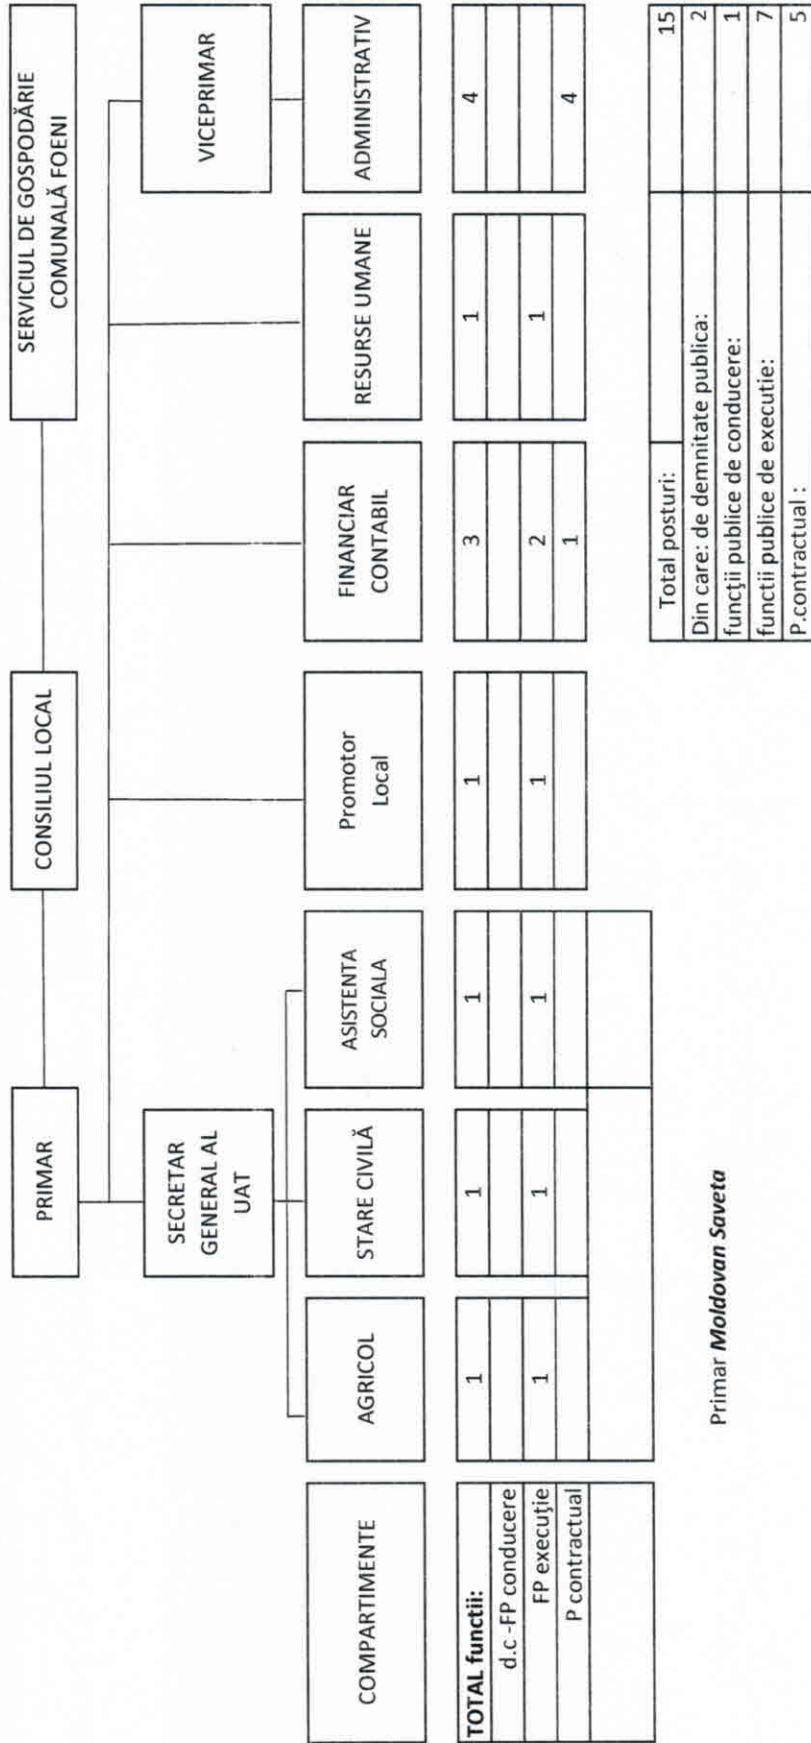 PRIMAR
CONSILIUL LOCAL
SERVICIUL DE GOSPODĂRIE
COMUNALĂ FOENI
SECRETAR
GENERAL AL
UAT
VICEPRIMAR
COMPARTIMENTE
AGRICOL
STARE CIVILĂ
ASISTENTA
SOCIALA
Promotor
Local
FINANCIAR
CONTABIL
RESURSE UMANE
ADMINISTRATIV
TOTAL functii: 1 1 1 1 3 1 4
d.c -FP conducere
FP execuţie 1 1 1 1 2 1
P contractual 1 4
Total posturi: 15
Din care: de demnitate publica: 2
funcţii publice de conducere: 1
functii publice de executie: 7
P.contractual : 5
Primar Moldovan Saveta